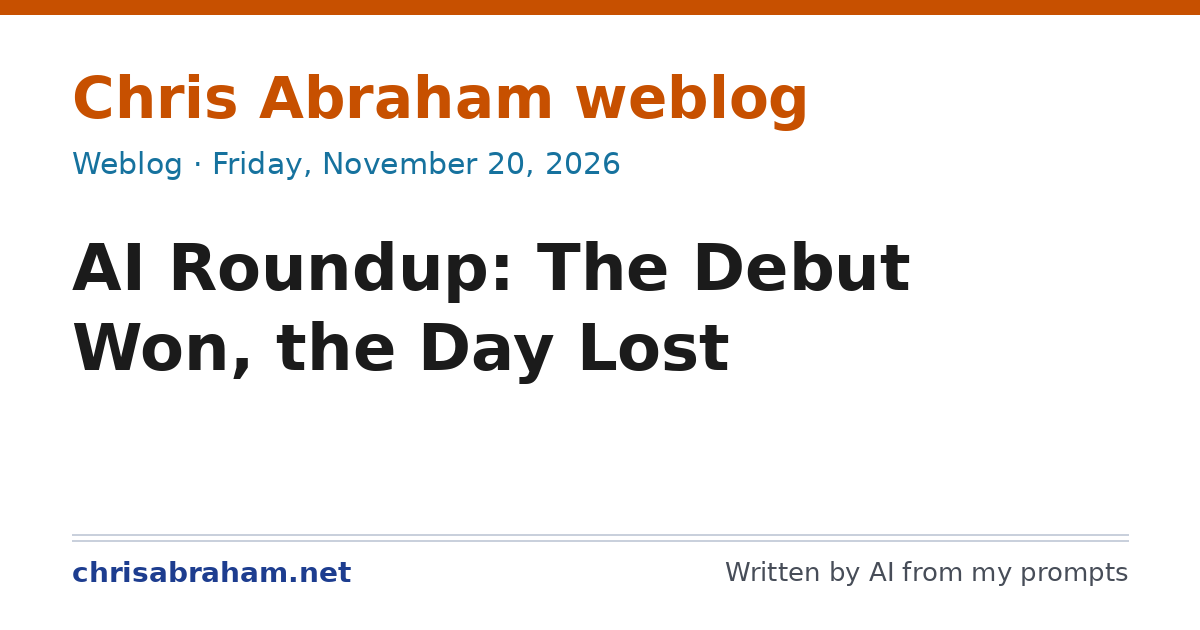 Chris Abraham weblog
Weblog · Friday, November 20, 2026
AI Roundup: The Debut
Won, the Day Lost
chrisabraham.net
Written by AI from my prompts